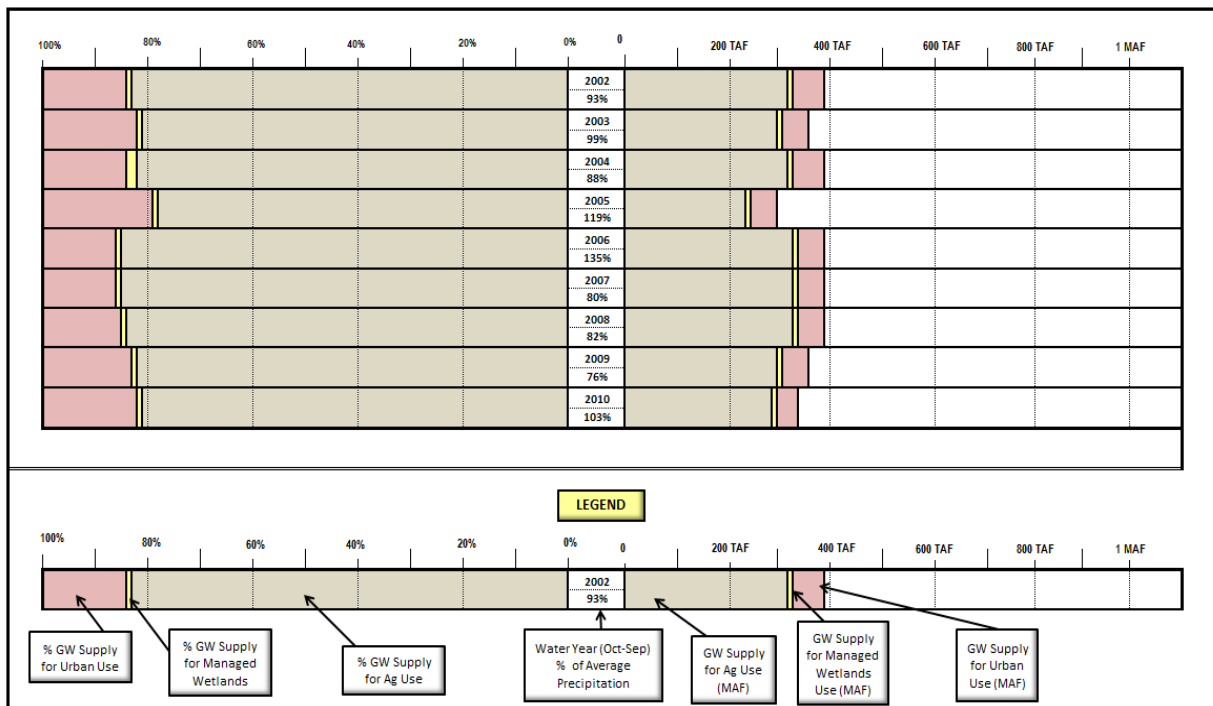 100% 80% 60% 40% 20% 0% 0 200 TAF 400 TAF 600 TAF 800 TAF 1 MAF
2002
93%
2003
99%
2004
88%
2005
119%
2006
135%
2007
80%
2008
82%
2009
76%
2010
103%
LEGEND
100% 80% 60% 40% 20% 0% 0 200 TAF 400 TAF 600 TAF 800 TAF 1 MAF
2002
93%
% GW Supply
for Urban Use
% GW Supply
for Managed
Wetlands
% GW Supply
for Ag Use
Water Year (Oct-Sep)
% of Average
Precipitation
GW Supply
for Ag Use
(MAF)
GW Supply
for Managed
Wetlands
Use (MAF)
GW Supply
for Urban
Use (MAF)